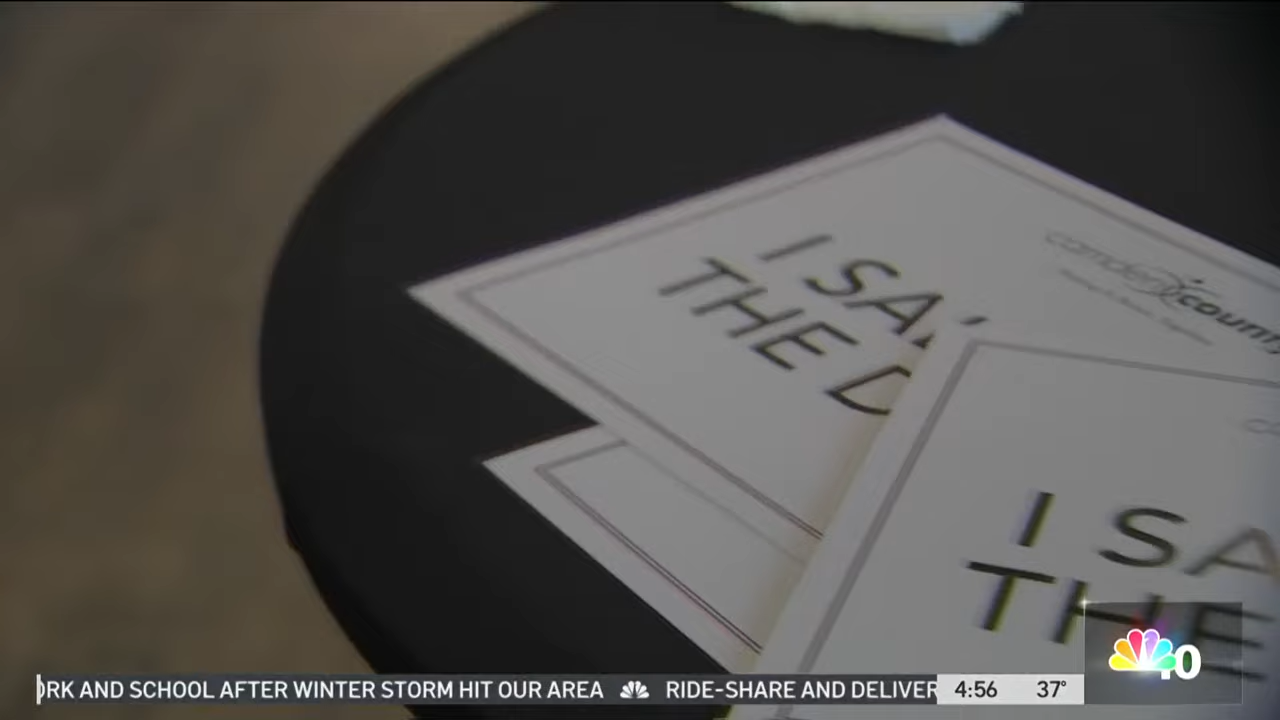 I SA
THE D
camden county
I SA
THE
10
ORK AND SCHOOL AFTER WINTER STORM HIT OUR AREA RIDE-SHARE AND DELIVER
4:56 37°